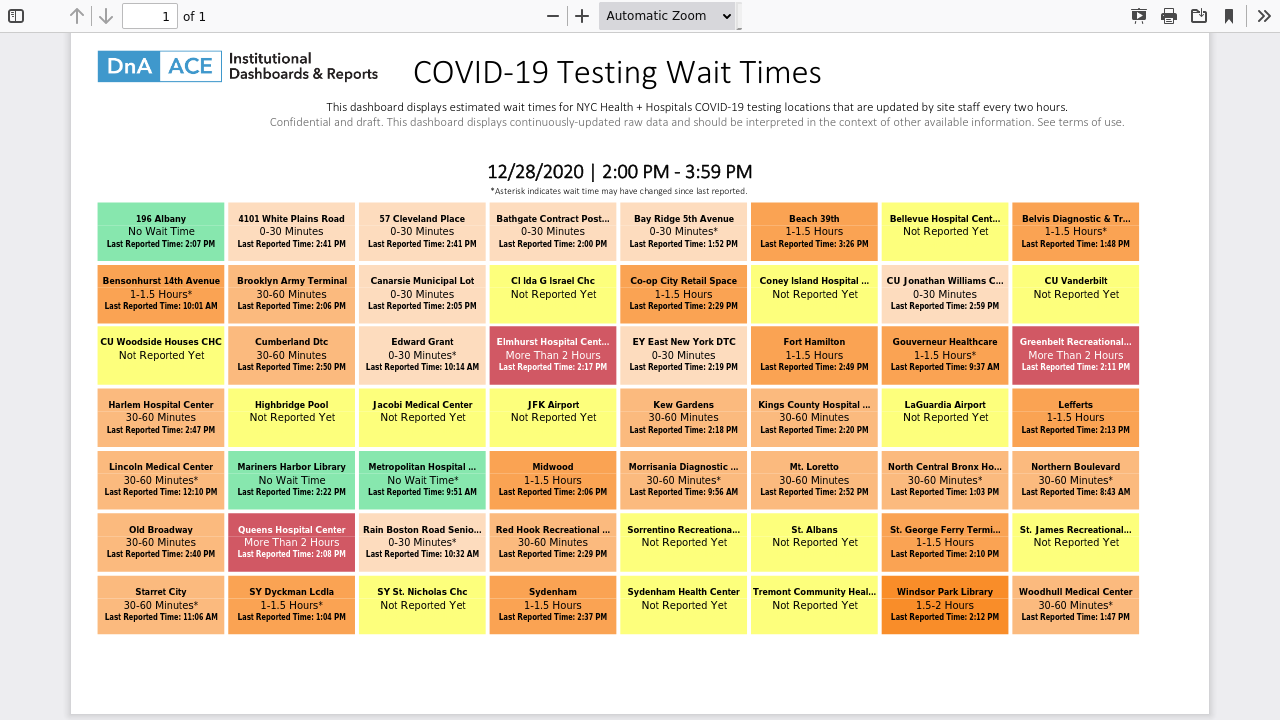 1 of 1
Automatic Zoom
DnA ACE Institutional Dashboards & Reports
COVID-19 Testing Wait Times
This dashboard displays estimated wait times for NYC Health + Hospitals COVID-19 testing locations that are updated by site staff every two hours.
Confidential and draft. This dashboard displays continuously-updated raw data and should be interpreted in the context of other available information. See terms of use.
12/28/2020 | 2:00 PM - 3:59 PM
*Asterisk indicates wait time may have changed since last reported.
196 Albany
No Wait Time
Last Reported Time: 2:07 PM
4101 White Plains Road
0-30 Minutes
Last Reported Time: 2:41 PM
57 Cleveland Place
0-30 Minutes
Last Reported Time: 2:41 PM
Bathgate Contract Post...
0-30 Minutes
Last Reported Time: 2:00 PM
Bay Ridge 5th Avenue
0-30 Minutes*
Last Reported Time: 1:52 PM
Beach 39th
1-1.5 Hours
Last Reported Time: 3:26 PM
Bellevue Hospital Cent...
Not Reported Yet
Belvis Diagnostic & Tr...
1-1.5 Hours*
Last Reported Time: 1:48 PM
Bensonhurst 14th Avenue
1-1.5 Hours*
Last Reported Time: 10:01 AM
Brooklyn Army Terminal
30-60 Minutes
Last Reported Time: 2:06 PM
Canarsie Municipal Lot
0-30 Minutes
Last Reported Time: 2:05 PM
Cl Ida G Israel Chc
Not Reported Yet
Co-op City Retail Space
1-1.5 Hours
Last Reported Time: 2:29 PM
Coney Island Hospital ...
Not Reported Yet
CU Jonathan Williams C...
0-30 Minutes
Last Reported Time: 2:59 PM
CU Vanderbilt
Not Reported Yet
CU Woodside Houses CHC
Not Reported Yet
Cumberland Dtc
30-60 Minutes
Last Reported Time: 2:50 PM
Edward Grant
0-30 Minutes*
Last Reported Time: 10:14 AM
Elmhurst Hospital Cent...
More Than 2 Hours
Last Reported Time: 2:17 PM
EY East New York DTC
0-30 Minutes
Last Reported Time: 2:19 PM
Fort Hamilton
1-1.5 Hours
Last Reported Time: 2:49 PM
Gouverneur Healthcare
1-1.5 Hours*
Last Reported Time: 9:37 AM
Greenbelt Recreational...
More Than 2 Hours
Last Reported Time: 2:11 PM
Harlem Hospital Center
30-60 Minutes
Last Reported Time: 2:47 PM
Highbridge Pool
Not Reported Yet
Jacobi Medical Center
Not Reported Yet
JFK Airport
Not Reported Yet
Kew Gardens
30-60 Minutes
Last Reported Time: 2:18 PM
Kings County Hospital ...
30-60 Minutes
Last Reported Time: 2:20 PM
LaGuardia Airport
Not Reported Yet
Lefferts
1-1.5 Hours
Last Reported Time: 2:13 PM
Lincoln Medical Center
30-60 Minutes*
Last Reported Time: 12:10 PM
Mariners Harbor Library
No Wait Time
Last Reported Time: 2:22 PM
Metropolitan Hospital ...
No Wait Time*
Last Reported Time: 9:51 AM
Midwood
1-1.5 Hours
Last Reported Time: 2:06 PM
Morrisania Diagnostic ...
30-60 Minutes*
Last Reported Time: 9:56 AM
Mt. Loretto
30-60 Minutes
Last Reported Time: 2:52 PM
North Central Bronx Ho...
30-60 Minutes*
Last Reported Time: 1:03 PM
Northern Boulevard
30-60 Minutes*
Last Reported Time: 8:43 AM
Old Broadway
30-60 Minutes
Last Reported Time: 2:40 PM
Queens Hospital Center
More Than 2 Hours
Last Reported Time: 2:08 PM
Rain Boston Road Senio...
0-30 Minutes*
Last Reported Time: 10:32 AM
Red Hook Recreational ...
30-60 Minutes
Last Reported Time: 2:29 PM
Sorrentino Recreationa...
Not Reported Yet
St. Albans
Not Reported Yet
St. George Ferry Termi...
1-1.5 Hours
Last Reported Time: 2:10 PM
St. James Recreational...
Not Reported Yet
Starret City
30-60 Minutes*
Last Reported Time: 11:06 AM
SY Dyckman Lcdla
1-1.5 Hours*
Last Reported Time: 1:04 PM
SY St. Nicholas Chc
Not Reported Yet
Sydenham
1-1.5 Hours
Last Reported Time: 2:37 PM
Sydenham Health Center
Not Reported Yet
Tremont Community Heal...
Not Reported Yet
Windsor Park Library
1.5-2 Hours
Last Reported Time: 2:12 PM
Woodhull Medical Center
30-60 Minutes*
Last Reported Time: 1:47 PM